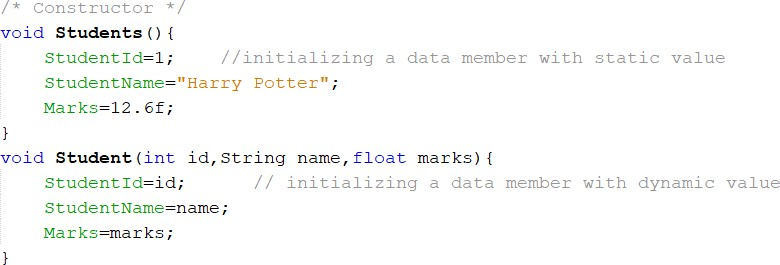 /* Constructor */
void Students(){
StudentId=1; //initializing a data member with static value
StudentName="Harry Potter";
Marks=12.6f;
}
void Student(int id,String name,float marks){
StudentId=id; // initializing a data member with dynamic value
StudentName=name;
Marks=marks;
}